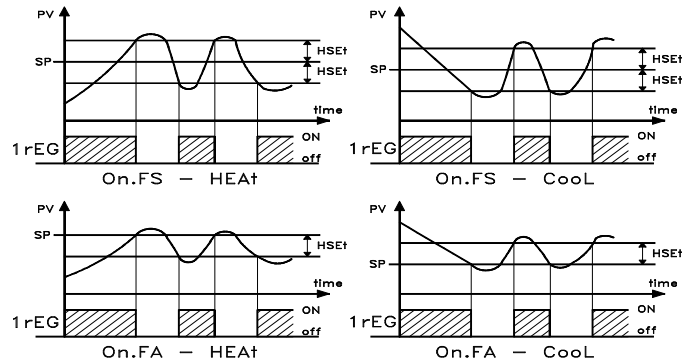 PV
HSEt
SP
HSEt
time
ON
1rEG
off
On.FS – HEAt
PV
HSEt
SP
HSEt
time
ON
1rEG
off
On.FS – CooL
PV
SP
HSEt
time
ON
1rEG
off
On.FA – HEAt
PV
HSEt
SP
time
ON
1rEG
off
On.FA – CooL